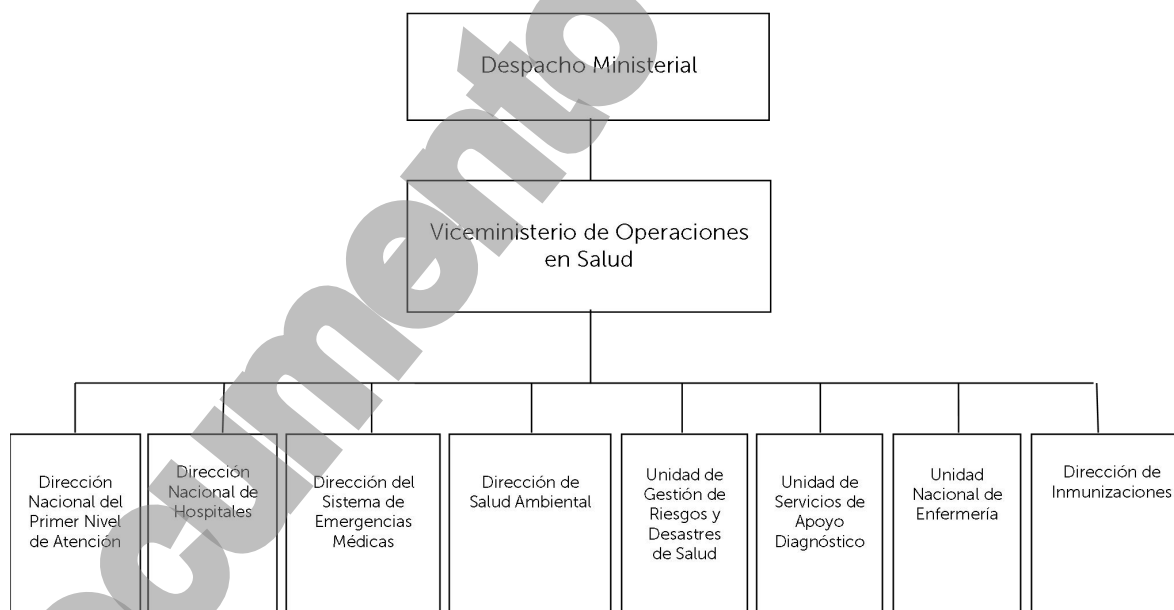 Despacho Ministerial
Viceministerio de Operaciones
en Salud
Dirección
Nacional del
Primer Nivel
de Atención
Dirección
Nacional de
Hospitales
Dirección del
Sistema de
Emergencias
Médicas
Dirección de
Salud Ambiental
Unidad de
Gestión de
Riesgos y
Desastres
de Salud
Unidad de
Servicios de
Apoyo
Diagnóstico
Unidad
Nacional de
Enfermería
Dirección de
Inmunizaciones